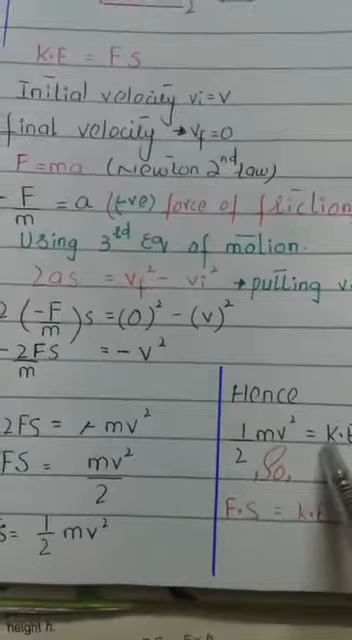 K.E = FS
Initial velocity vi=v
final velocity → vf=0
F=ma (Newton 2nd law)
- F/m = a (-ve) force of friction
Using 3rd Eq of motion.
2as = vf² - vi² → pulling v
2(-F/m)s = (0)² - (v)²
- 2FS/m = - v²
2FS = mv²
FS = mv²/2
S = 1/2 mv²
Hence
1/2 mv² = K.E
So,
F.S = K.E
height h.